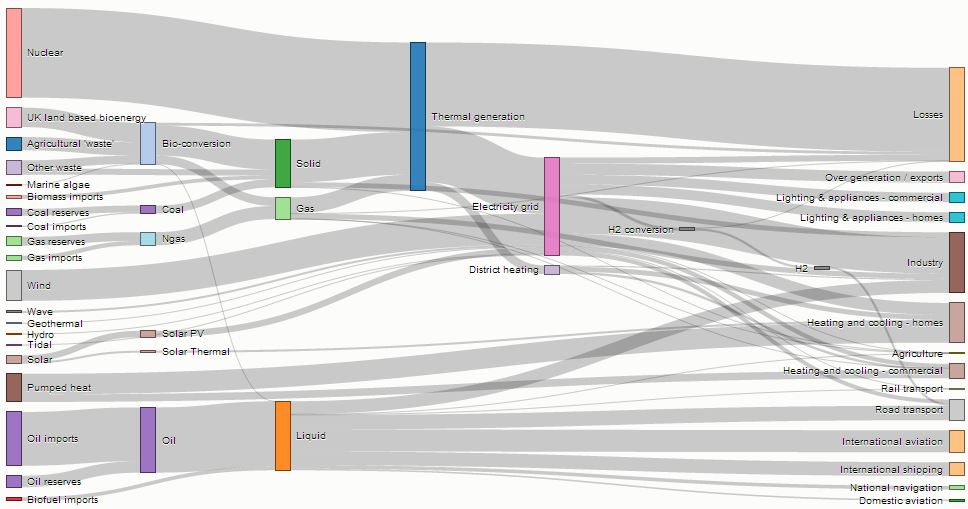 Nuclear
UK land based bioenergy
Agricultural 'waste'
Other waste
Marine algae
Biomass imports
Coal reserves
Coal imports
Gas reserves
Gas imports
Wind
Wave
Geothermal
Hydro
Tidal
Solar
Pumped heat
Oil imports
Oil reserves
Biofuel imports
Bio-conversion
Coal
Ngas
Solar PV
Solar Thermal
Oil
Solid
Gas
Liquid
Thermal generation
Electricity grid
District heating
H2 conversion
H2
Losses
Over generation / exports
Lighting & appliances - commercial
Lighting & appliances - homes
Industry
Heating and cooling - homes
Agriculture
Heating and cooling - commercial
Rail transport
Road transport
International aviation
International shipping
National navigation
Domestic aviation